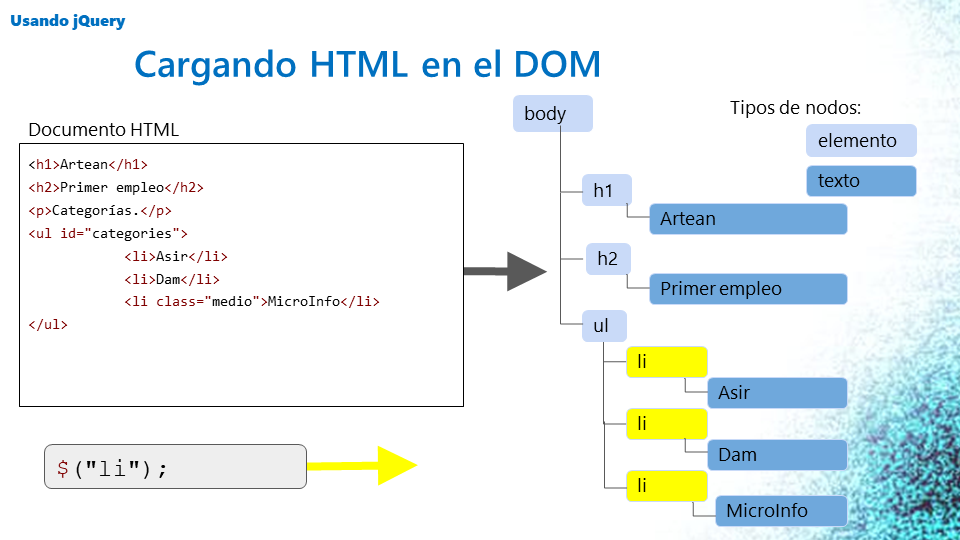 Usando jQuery
Cargando HTML en el DOM
Documento HTML
<h1>Artean</h1>
<h2>Primer empleo</h2>
<p>Categorías.</p>
<ul id="categories">
<li>Asir</li>
<li>Dam</li>
<li class="medio">MicroInfo</li>
</ul>
$("li");
body
h1
Artean
h2
Primer empleo
ul
li
Asir
li
Dam
li
MicroInfo
Tipos de nodos:
elemento
texto